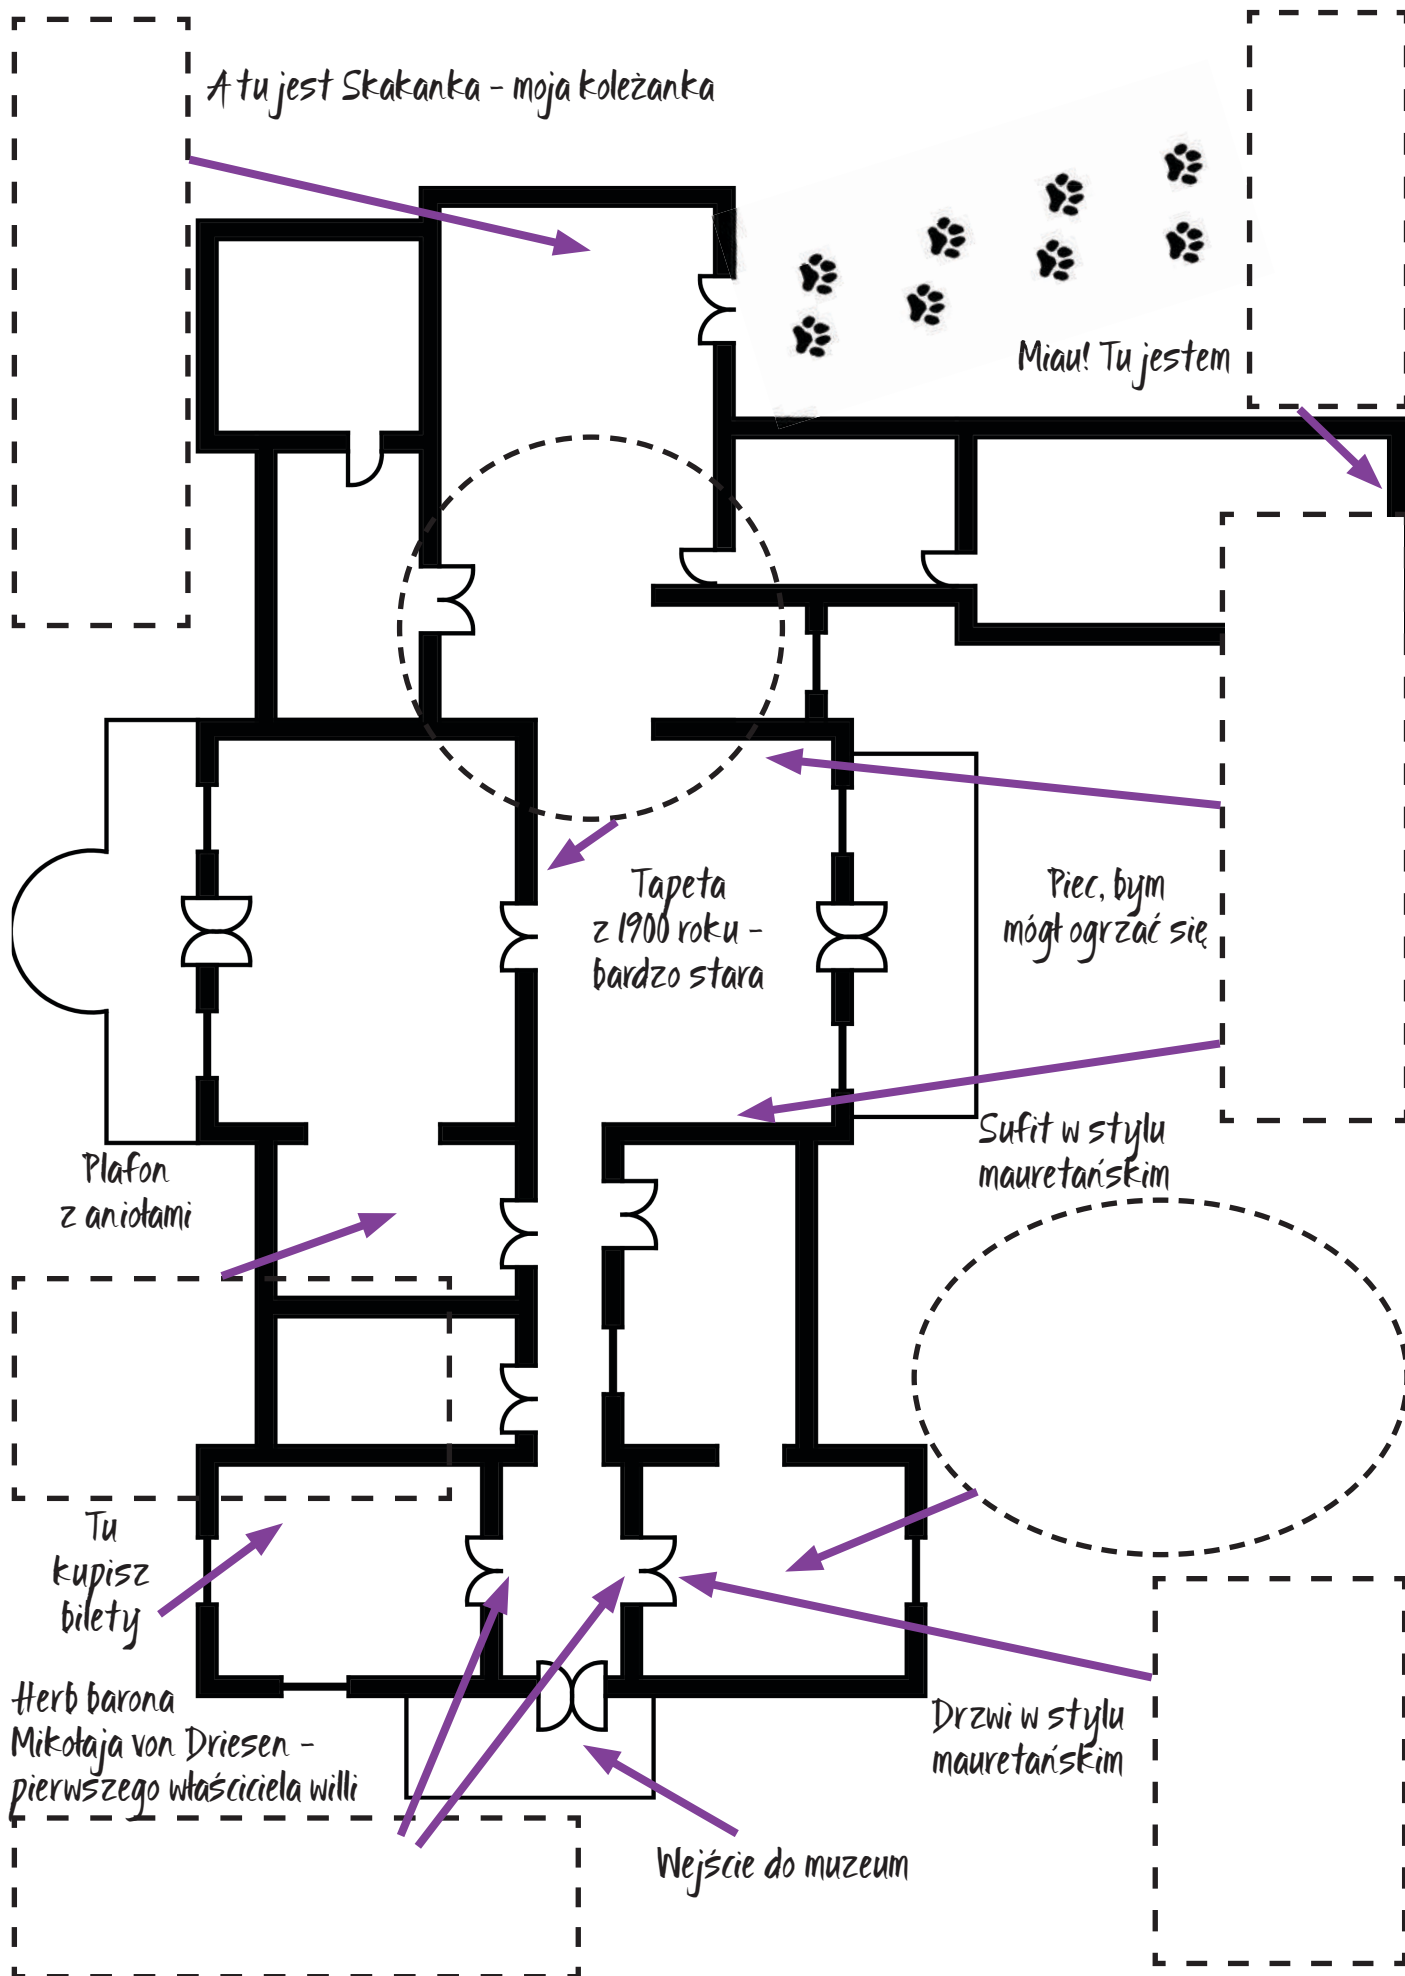 A tu jest Skakanka - moja koleżanka
Miau! Tu jestem
Tapeta
z 1900 roku -
bardzo stara
Piec, bym
mógł ogrzać się
Sufit w stylu
mauretańskim
Plafon
z aniołami
Tu
kupisz
bilety
Herb barona
Mikołaja von Driesen -
pierwszego właściciela willi
Drzwi w stylu
mauretańskim
Wejście do muzeum